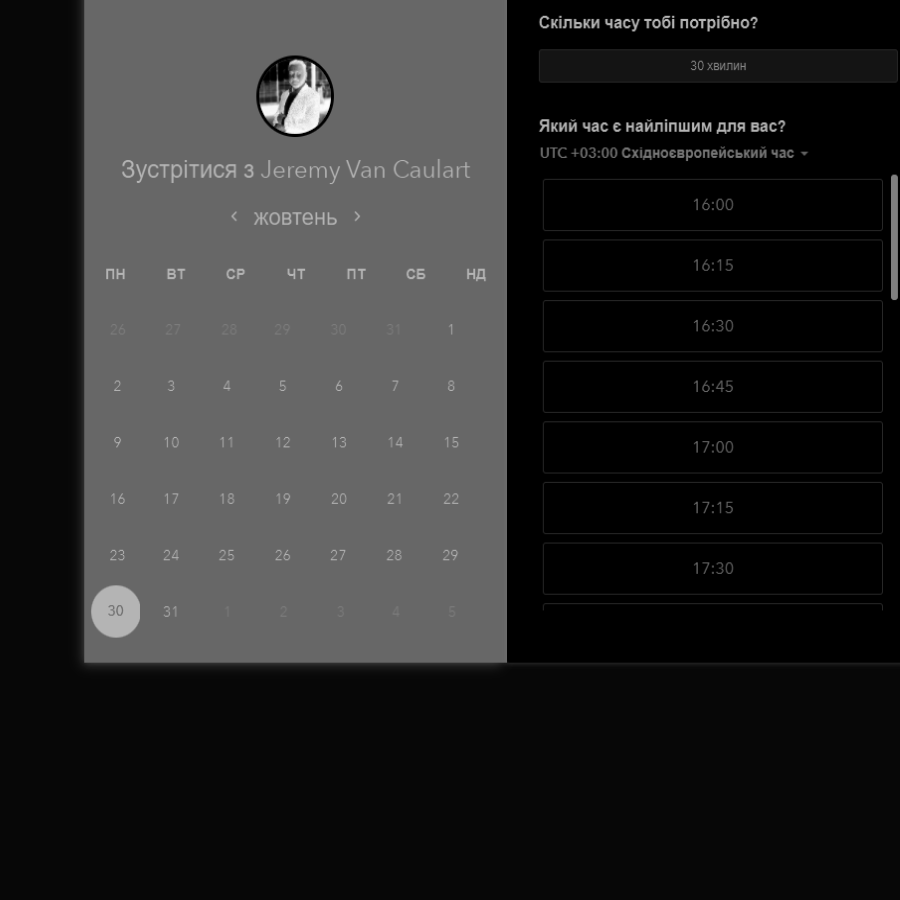 Зустрітися з Jeremy Van Caulart
жовтень
ПН ВТ СР ЧТ ПТ СБ НД
26 27 28 29 30 31 1
2 3 4 5 6 7 8
9 10 11 12 13 14 15
16 17 18 19 20 21 22
23 24 25 26 27 28 29
30 31 1 2 3 4 5
Скільки часу тобі потрібно?
30 хвилин
Який час є найліпшим для вас?
UTC +03:00 Східноєвропейський час
16:00
16:15
16:30
16:45
17:00
17:15
17:30